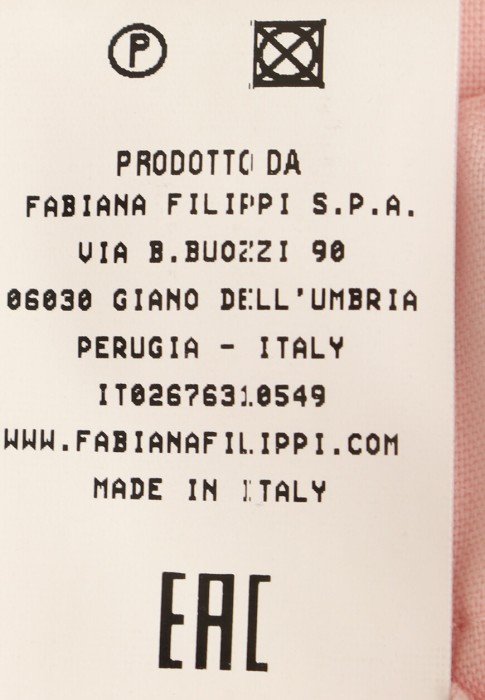 P
PRODOTTO DA
FABIANA FILIPPI S.P.A.
VIA B.BUOZZI 90
06030 GIANO DELL'UMBRIA
PERUGIA - ITALY
IT02676310549
WWW.FABIANAFILIPPI.COM
MADE IN ITALY
EAC